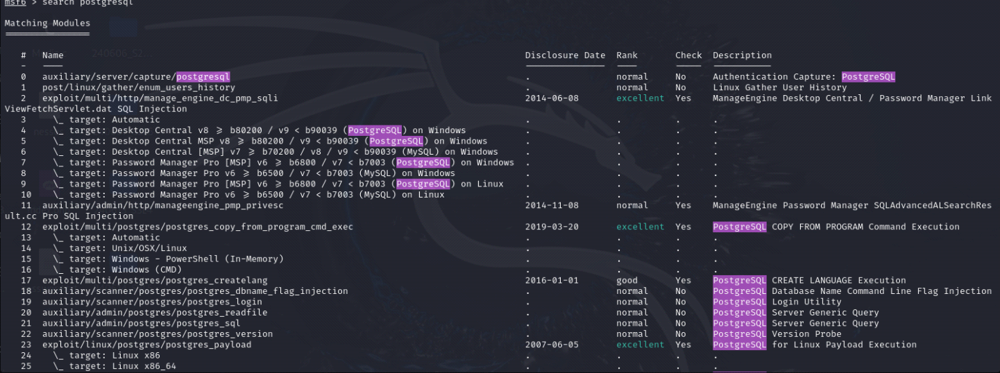 msf6 > search postgresql
Matching Modules
# Name Disclosure Date Rank Check Description
- ---- --------------- ---- ----- -----------
0 auxiliary/server/capture/postgresql . normal No Authentication Capture: PostgreSQL
1 post/linux/gather/enum_users_history . normal No Linux Gather User History
2 exploit/multi/http/manage_engine_dc_pmp_sqli 2014-06-08 excellent Yes ManageEngine Desktop Central / Password Manager Link
ViewFetchServlet.dat SQL Injection
3 \_ target: Automatic . . . .
4 \_ target: Desktop Central v8 >= b80200 / v9 < b90039 (PostgreSQL) on Windows . . . .
5 \_ target: Desktop Central MSP v8 >= b80200 / v9 < b90039 (PostgreSQL) on Windows . . . .
6 \_ target: Desktop Central [MSP] v7 >= b70200 / v8 / v9 < b90039 (MySQL) on Windows . . . .
7 \_ target: Password Manager Pro [MSP] v6 >= b6800 / v7 < b7003 (PostgreSQL) on Windows . . . .
8 \_ target: Password Manager Pro v6 >= b6500 / v7 < b7003 (MySQL) on Windows . . . .
9 \_ target: Password Manager Pro [MSP] v6 >= b6800 / v7 < b7003 (PostgreSQL) on Linux . . . .
10 \_ target: Password Manager Pro v6 >= b6500 / v7 < b7003 (MySQL) on Linux . . . .
11 auxiliary/admin/http/manageengine_pmp_privesc 2014-11-08 normal Yes ManageEngine Password Manager SQLAdvancedALSearchRes
ult.cc Pro SQL Injection
12 exploit/multi/postgres/postgres_copy_from_program_cmd_exec 2019-03-20 excellent Yes PostgreSQL COPY FROM PROGRAM Command Execution
13 \_ target: Automatic . . . .
14 \_ target: Unix/OSX/Linux . . . .
15 \_ target: Windows - PowerShell (In-Memory) . . . .
16 \_ target: Windows (CMD) . . . .
17 exploit/multi/postgres/postgres_createlang 2016-01-01 good Yes PostgreSQL CREATE LANGUAGE Execution
18 auxiliary/scanner/postgres/postgres_dbname_flag_injection . normal No PostgreSQL Database Name Command Line Flag Injection
19 auxiliary/scanner/postgres/postgres_login . normal No PostgreSQL Login Utility
20 auxiliary/admin/postgres/postgres_readfile . normal No PostgreSQL Server Generic Query
21 auxiliary/admin/postgres/postgres_sql . normal No PostgreSQL Server Generic Query
22 auxiliary/scanner/postgres/postgres_version . normal No PostgreSQL Version Probe
23 exploit/linux/postgres/postgres_payload 2007-06-05 excellent Yes PostgreSQL for Linux Payload Execution
24 \_ target: Linux x86 . . . .
25 \_ target: Linux x86_64 . . . .